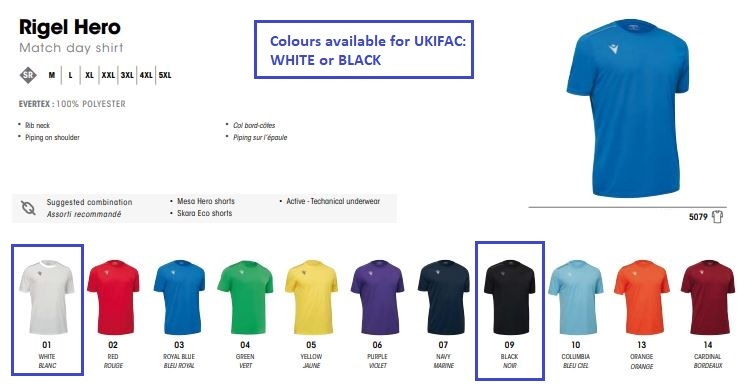 Rigel Hero
Match day shirt
Colours available for UKIFAC:
WHITE or BLACK
SR M L XL XXL 3XL 4XL 5XL
EVERTEX : 100% POLYESTER
• Rib neck
• Piping on shoulder
• Col bord-côtes
• Piping sur l'épaule
Suggested combination
Assorti recommandé
• Mesa Hero shorts
• Skara Eco shorts
• Active - Techanical underwear
5079
01 02 03 04 05 06 07 09 10 13 14
WHITE RED ROYAL BLUE GREEN YELLOW PURPLE NAVY BLACK COLUMBIA ORANGE CARDINAL
BLANC ROUGE BLEU ROYAL VERT JAUNE VIOLET MARINE NOIR BLEU CIEL ORANGE BORDEAUX